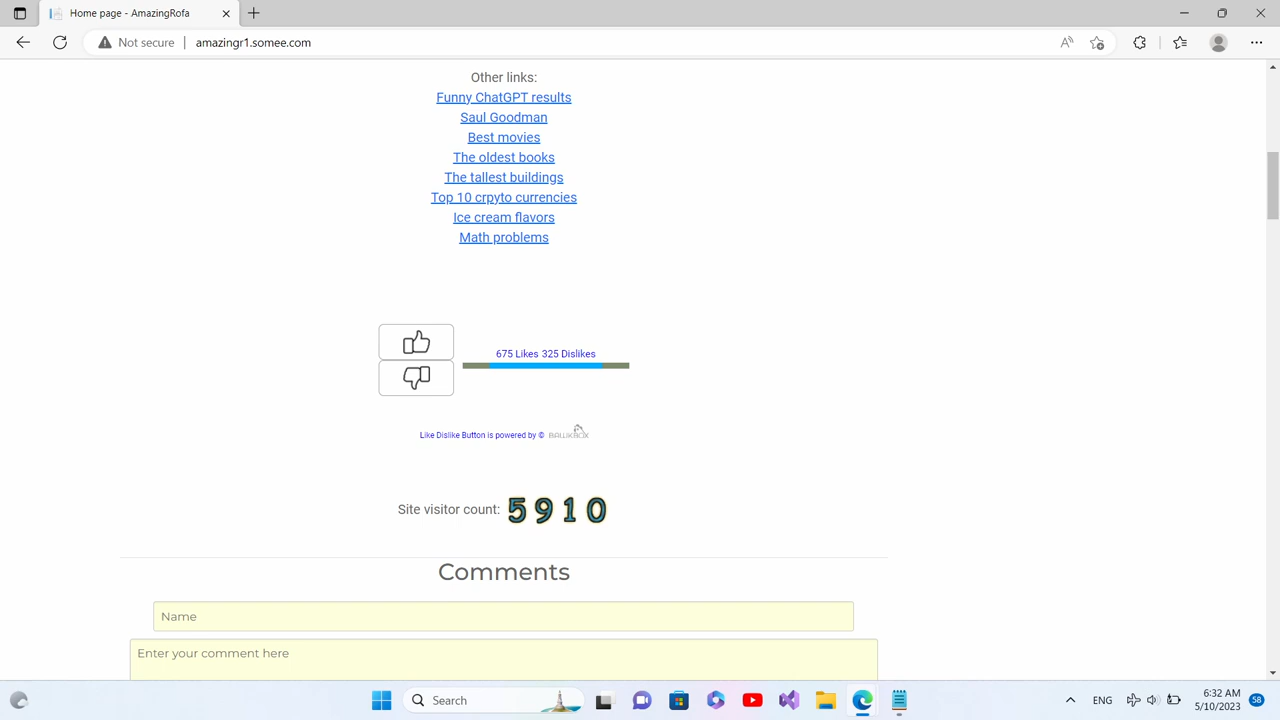 Home page - AmazingRofa
Not secure
amazingr1.somee.com
Other links:
Funny ChatGPT results
Saul Goodman
Best movies
The oldest books
The tallest buildings
Top 10 crpyto currencies
Ice cream flavors
Math problems
675 Likes 325 Dislikes
Like Dislike Button is powered by © BALLIKBOX
Site visitor count: 5910
Comments
Name
Enter your comment here
Search
ENG
6:32 AM
5/10/2023
58